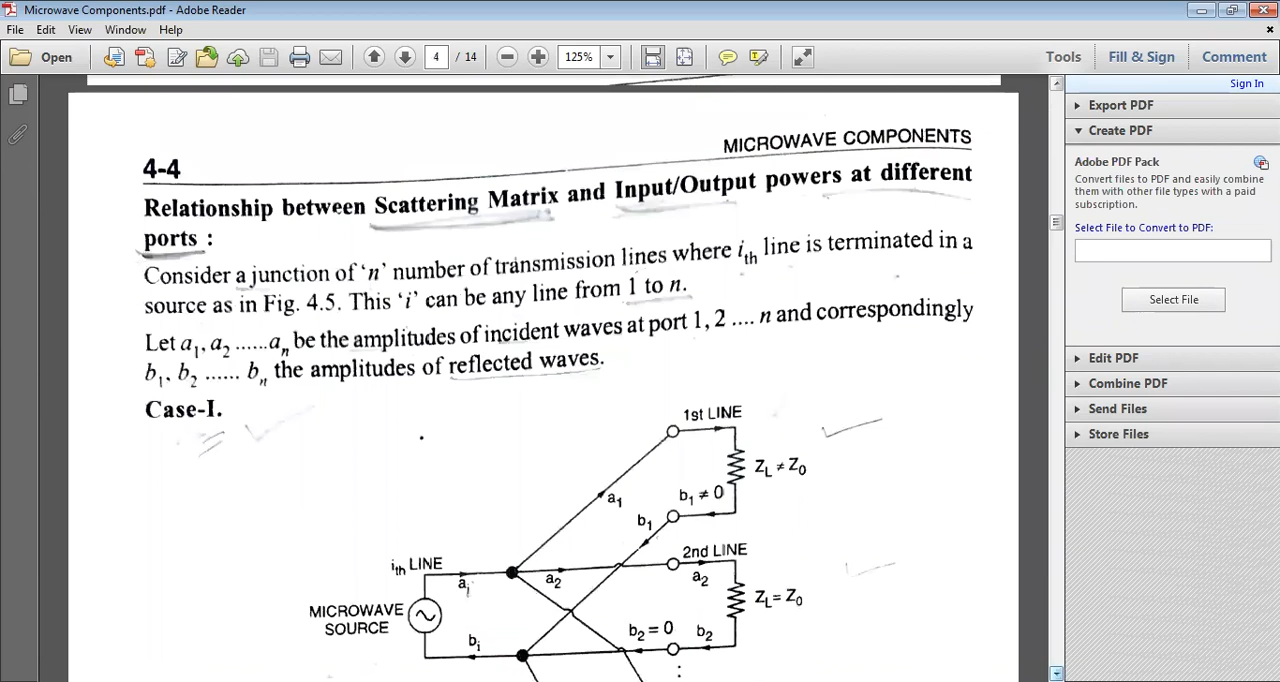 Microwave Components.pdf - Adobe Reader
File Edit View Window Help
Open 4 / 14 125% Tools Fill & Sign Comment
Sign In
Export PDF
Create PDF
Adobe PDF Pack
Convert files to PDF and easily combine
them with other file types with a paid
subscription.
Select File to Convert to PDF:
Select File
Edit PDF
Combine PDF
Send Files
Store Files
MICROWAVE COMPONENTS
4-4
Relationship between Scattering Matrix and Input/Output powers at different
ports :
Consider a junction of ‘n’ number of transmission lines where i_th line is terminated in a
source as in Fig. 4.5. This ‘i’ can be any line from 1 to n.
Let a₁, a₂ ......aₙ be the amplitudes of incident waves at port 1, 2 .... n and correspondingly
b₁, b₂ ...... bₙ the amplitudes of reflected waves.
Case-I.
1st LINE
Z_L ≠ Z₀
a₁
b₁ ≠ 0
b₁
2nd LINE
i_th LINE
a_i
a₂
a₂
Z_L = Z₀
MICROWAVE
SOURCE
b₂ = 0
b₂
b_i